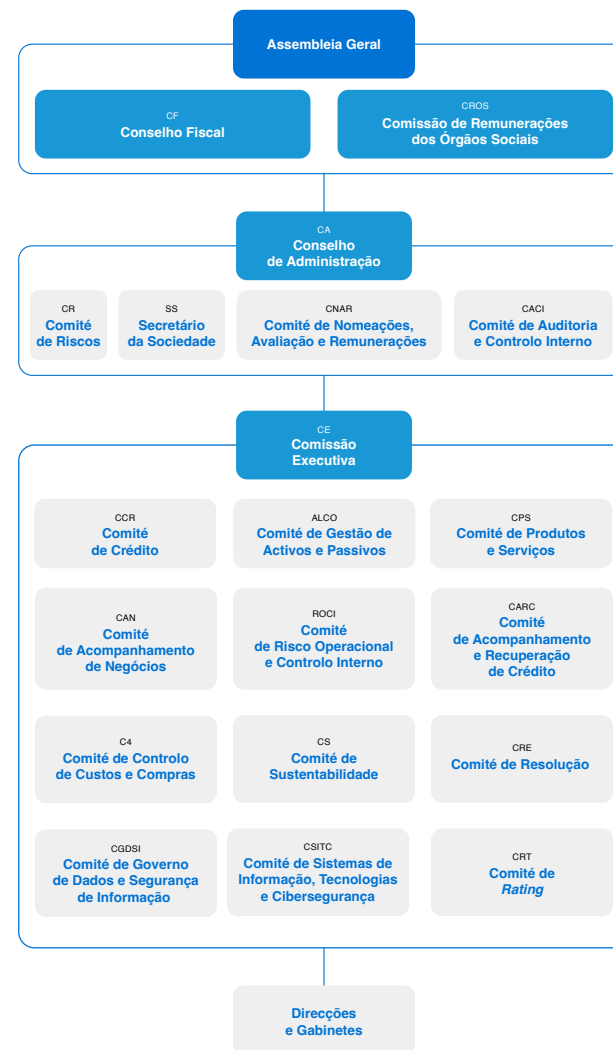 Assembleia Geral
CF
Conselho Fiscal
CROS
Comissão de Remunerações
dos Órgãos Sociais
CA
Conselho
de Administração
CR
Comité
de Riscos
SS
Secretário
da Sociedade
CNAR
Comité de Nomeações,
Avaliação e Remunerações
CACI
Comité de Auditoria
e Controlo Interno
CE
Comissão
Executiva
CCR
Comité
de Crédito
ALCO
Comité de Gestão de
Activos e Passivos
CPS
Comité de Produtos
e Serviços
CAN
Comité
de Acompanhamento
de Negócios
ROCI
Comité
de Risco Operacional
e Controlo Interno
CARC
Comité
de Acompanhamento
e Recuperação
de Crédito
C4
Comité de Controlo
de Custos e Compras
CS
Comité de
Sustentabilidade
CRE
Comité de Resolução
CGDSI
Comité de Governo
de Dados e Segurança
de Informação
CSITC
Comité de Sistemas de
Informação, Tecnologias
e Cibersegurança
CRT
Comité de
Rating
Direcções
e Gabinetes